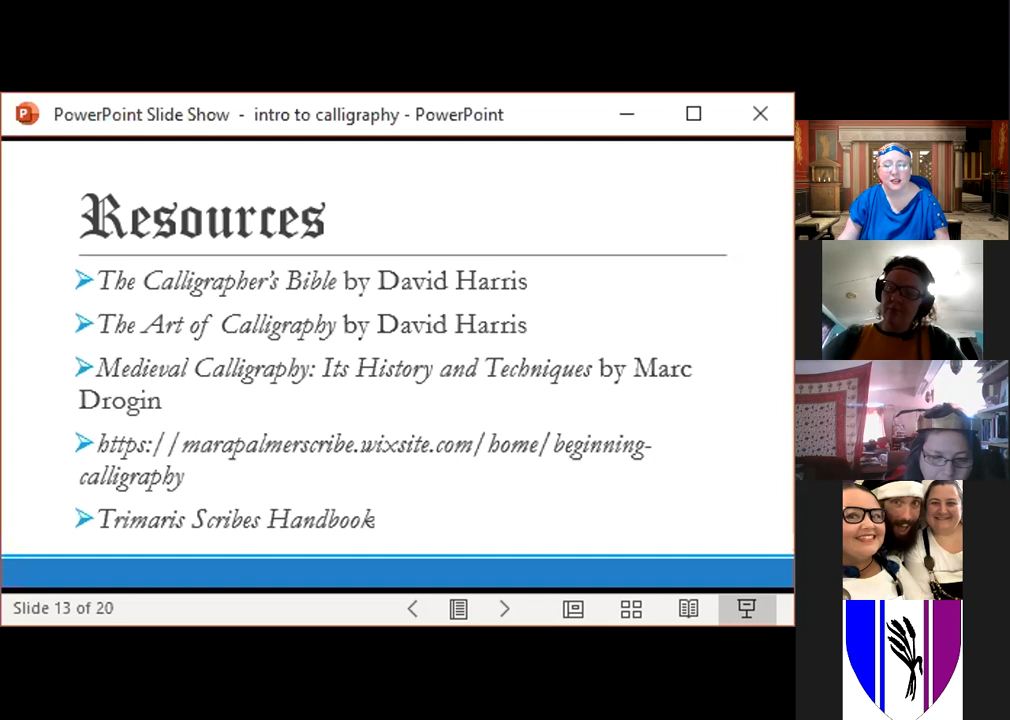 PowerPoint Slide Show - intro to calligraphy - PowerPoint
Resources
The Calligrapher's Bible by David Harris
The Art of Calligraphy by David Harris
Medieval Calligraphy: Its History and Techniques by Marc
Drogin
https://marapalmerscribe.wixsite.com/home/beginning-
calligraphy
Trimaris Scribes Handbook
Slide 13 of 20